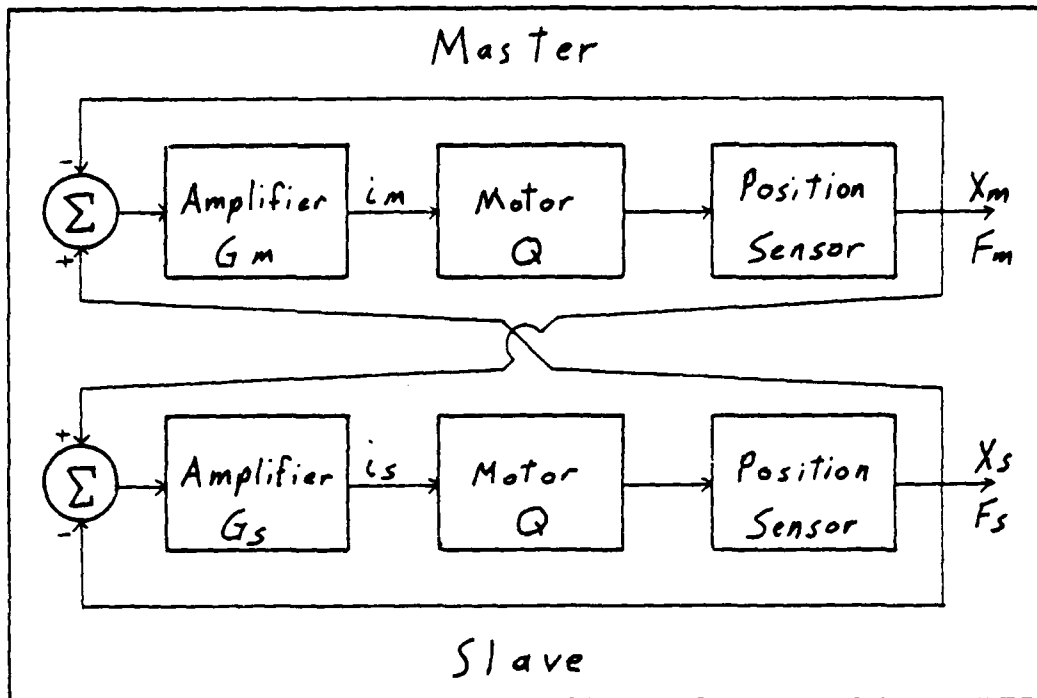 Master
-
Σ
+
Amplifier
Gm
im
Motor
Q
Position
Sensor
Xm
Fm
+
Σ
-
Amplifier
Gs
is
Motor
Q
Position
Sensor
Xs
Fs
Slave